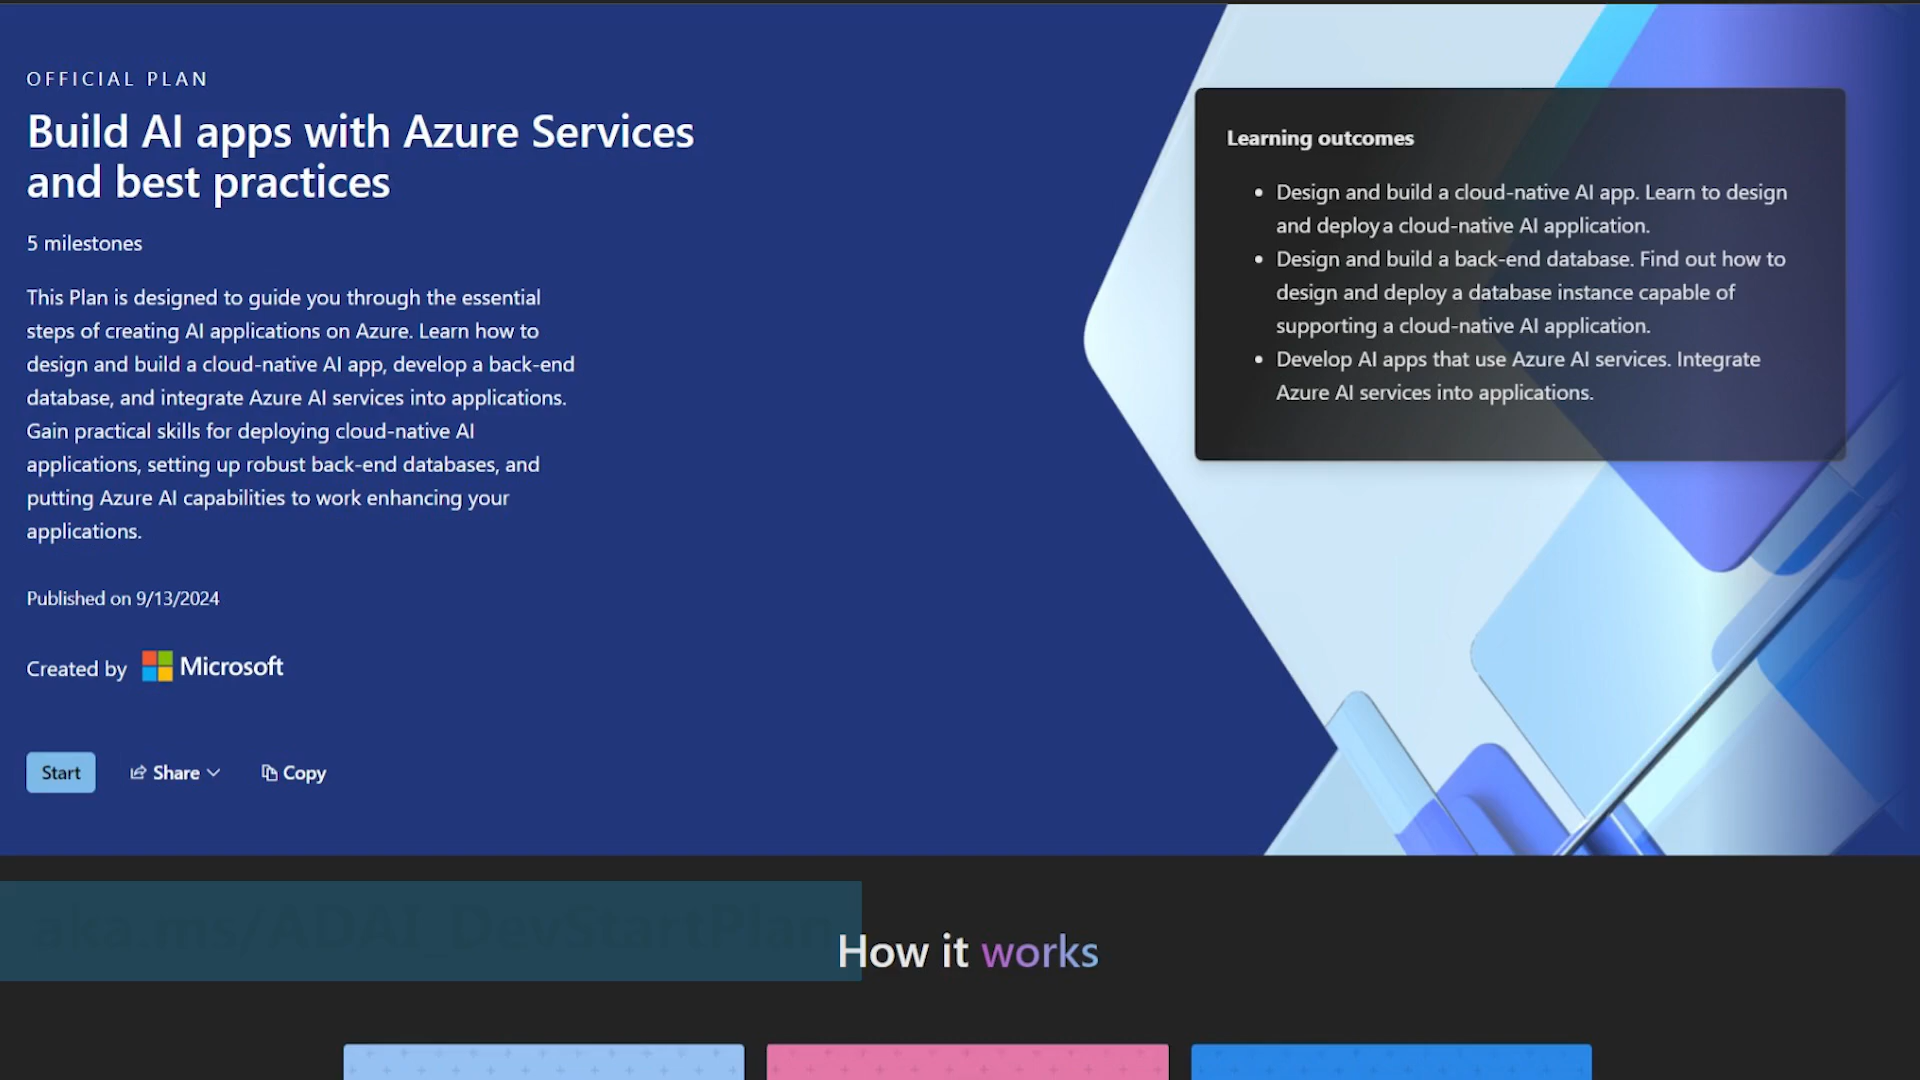 OFFICIAL PLAN
Build AI apps with Azure Services
and best practices
5 milestones
This Plan is designed to guide you through the essential
steps of creating AI applications on Azure. Learn how to
design and build a cloud-native AI app, develop a back-end
database, and integrate Azure AI services into applications.
Gain practical skills for deploying cloud-native AI
applications, setting up robust back-end databases, and
putting Azure AI capabilities to work enhancing your
applications.
Published on 9/13/2024
Created by Microsoft
Start Share Copy
Learning outcomes
• Design and build a cloud-native AI app. Learn to design
and deploy a cloud-native AI application.
• Design and build a back-end database. Find out how to
design and deploy a database instance capable of
supporting a cloud-native AI application.
• Develop AI apps that use Azure AI services. Integrate
Azure AI services into applications.
aka.ms/ADAI_DevStartPlan
How it works